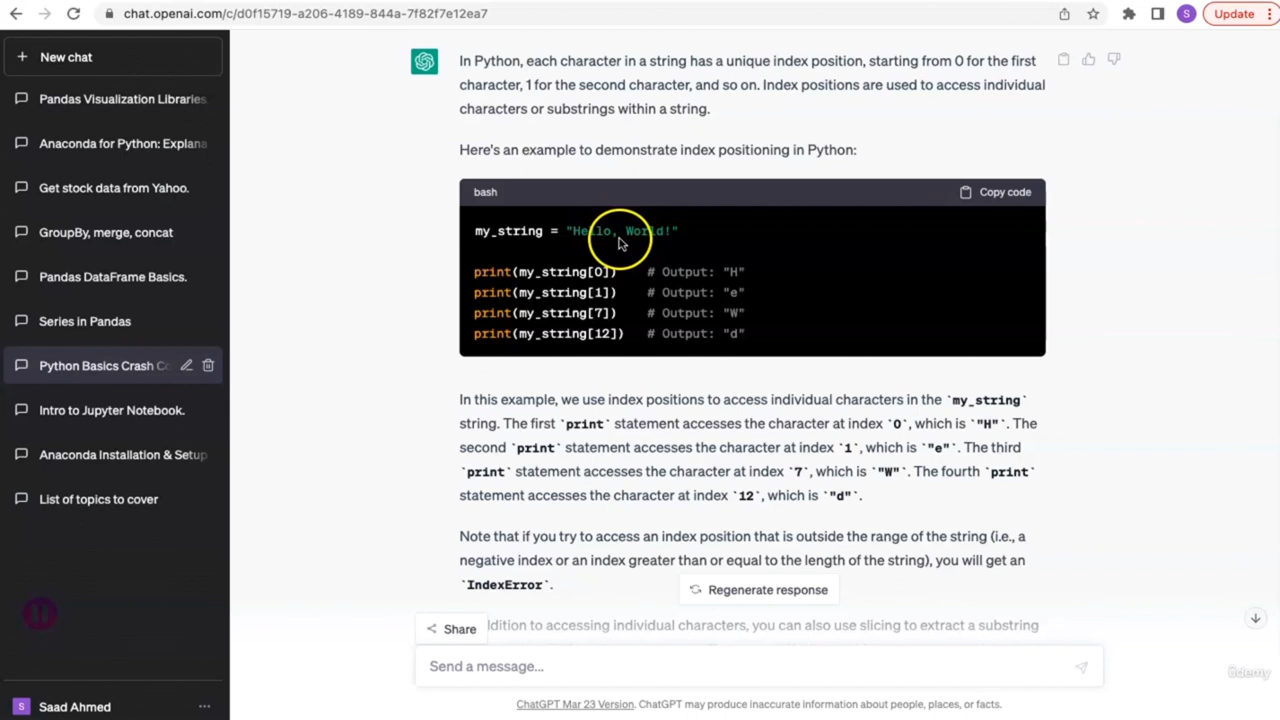 chat.openai.com/c/d0f15719-a206-4189-844a-7f82f7e12ea7
S
Update
New chat
Pandas Visualization Libraries
Anaconda for Python: Explana
Get stock data from Yahoo.
GroupBy, merge, concat
Pandas DataFrame Basics.
Series in Pandas
Python Basics Crash Co
Intro to Jupyter Notebook.
Anaconda Installation & Setup
List of topics to cover
S Saad Ahmed ...
In Python, each character in a string has a unique index position, starting from 0 for the first
character, 1 for the second character, and so on. Index positions are used to access individual
characters or substrings within a string.
Here's an example to demonstrate index positioning in Python:
bash Copy code
my_string = "Hello, World!"
print(my_string[0]) # Output: "H"
print(my_string[1]) # Output: "e"
print(my_string[7]) # Output: "W"
print(my_string[12]) # Output: "d"
In this example, we use index positions to access individual characters in the `my_string`
string. The first `print` statement accesses the character at index `0`, which is `"H"`. The
second `print` statement accesses the character at index `1`, which is `"e"`. The third
`print` statement accesses the character at index `7`, which is `"W"`. The fourth `print`
statement accesses the character at index `12`, which is `"d"`.
Note that if you try to access an index position that is outside the range of the string (i.e., a
negative index or an index greater than or equal to the length of the string), you will get an
`IndexError`.
Regenerate response
Share
ddition to accessing individual characters, you can also use slicing to extract a substring
Send a message...
ChatGPT Mar 23 Version. ChatGPT may produce inaccurate information about people, places, or facts.
ûdemy